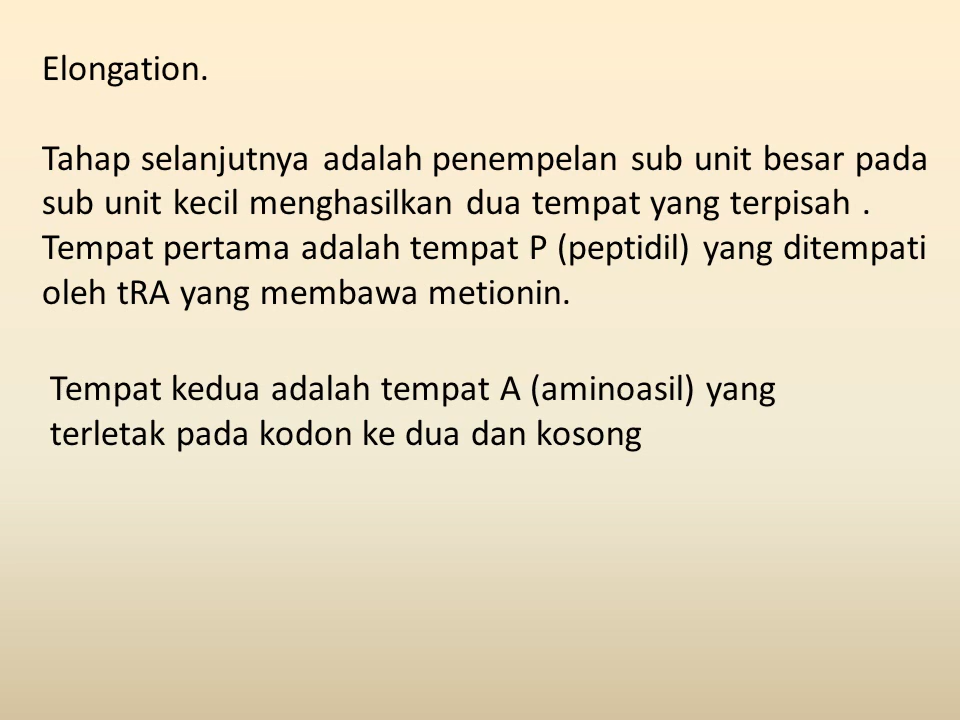 Elongation.
Tahap selanjutnya adalah penempelan sub unit besar pada
sub unit kecil menghasilkan dua tempat yang terpisah .
Tempat pertama adalah tempat P (peptidil) yang ditempati
oleh tRA yang membawa metionin.
Tempat kedua adalah tempat A (aminoasil) yang
terletak pada kodon ke dua dan kosong